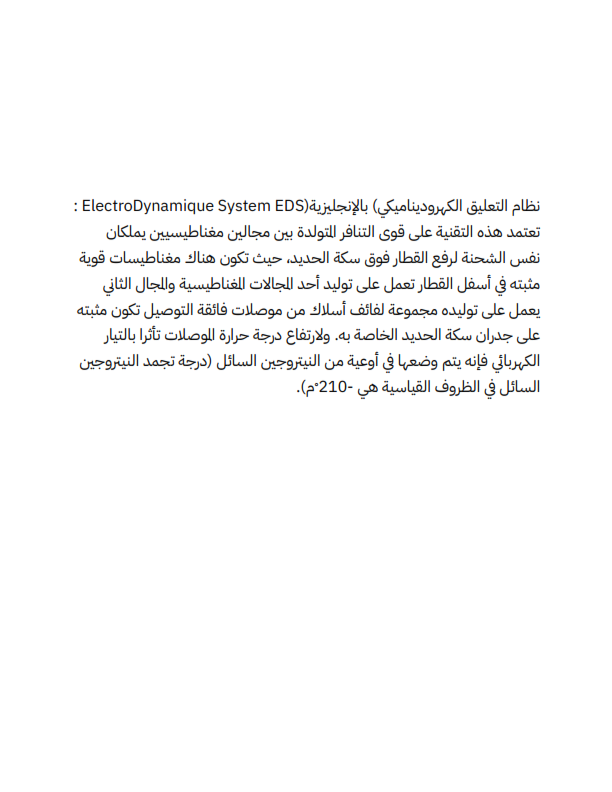 نظام التعليق الكهروديناميكي) بالإنجليزية(ElectroDynamique System EDS :
تعتمد هذه التقنية على قوى التنافر المتولدة بين مجالين مغناطيسيين يملكان
نفس الشحنة لرفع القطار فوق سكة الحديد، حيث تكون هناك مغناطيسات قوية
مثبته في أسفل القطار تعمل على توليد أحد المجالات المغناطيسية والمجال الثاني
يعمل على توليده مجموعة لفائف أسلاك من موصلات فائقة التوصيل تكون مثبته
على جدران سكة الحديد الخاصة به. ولارتفاع درجة حرارة الموصلات تأثرا بالتيار
الكهربائي فإنه يتم وضعها في أوعية من النيتروجين السائل (درجة تجمد النيتروجين
السائل في الظروف القياسية هي -210°م).